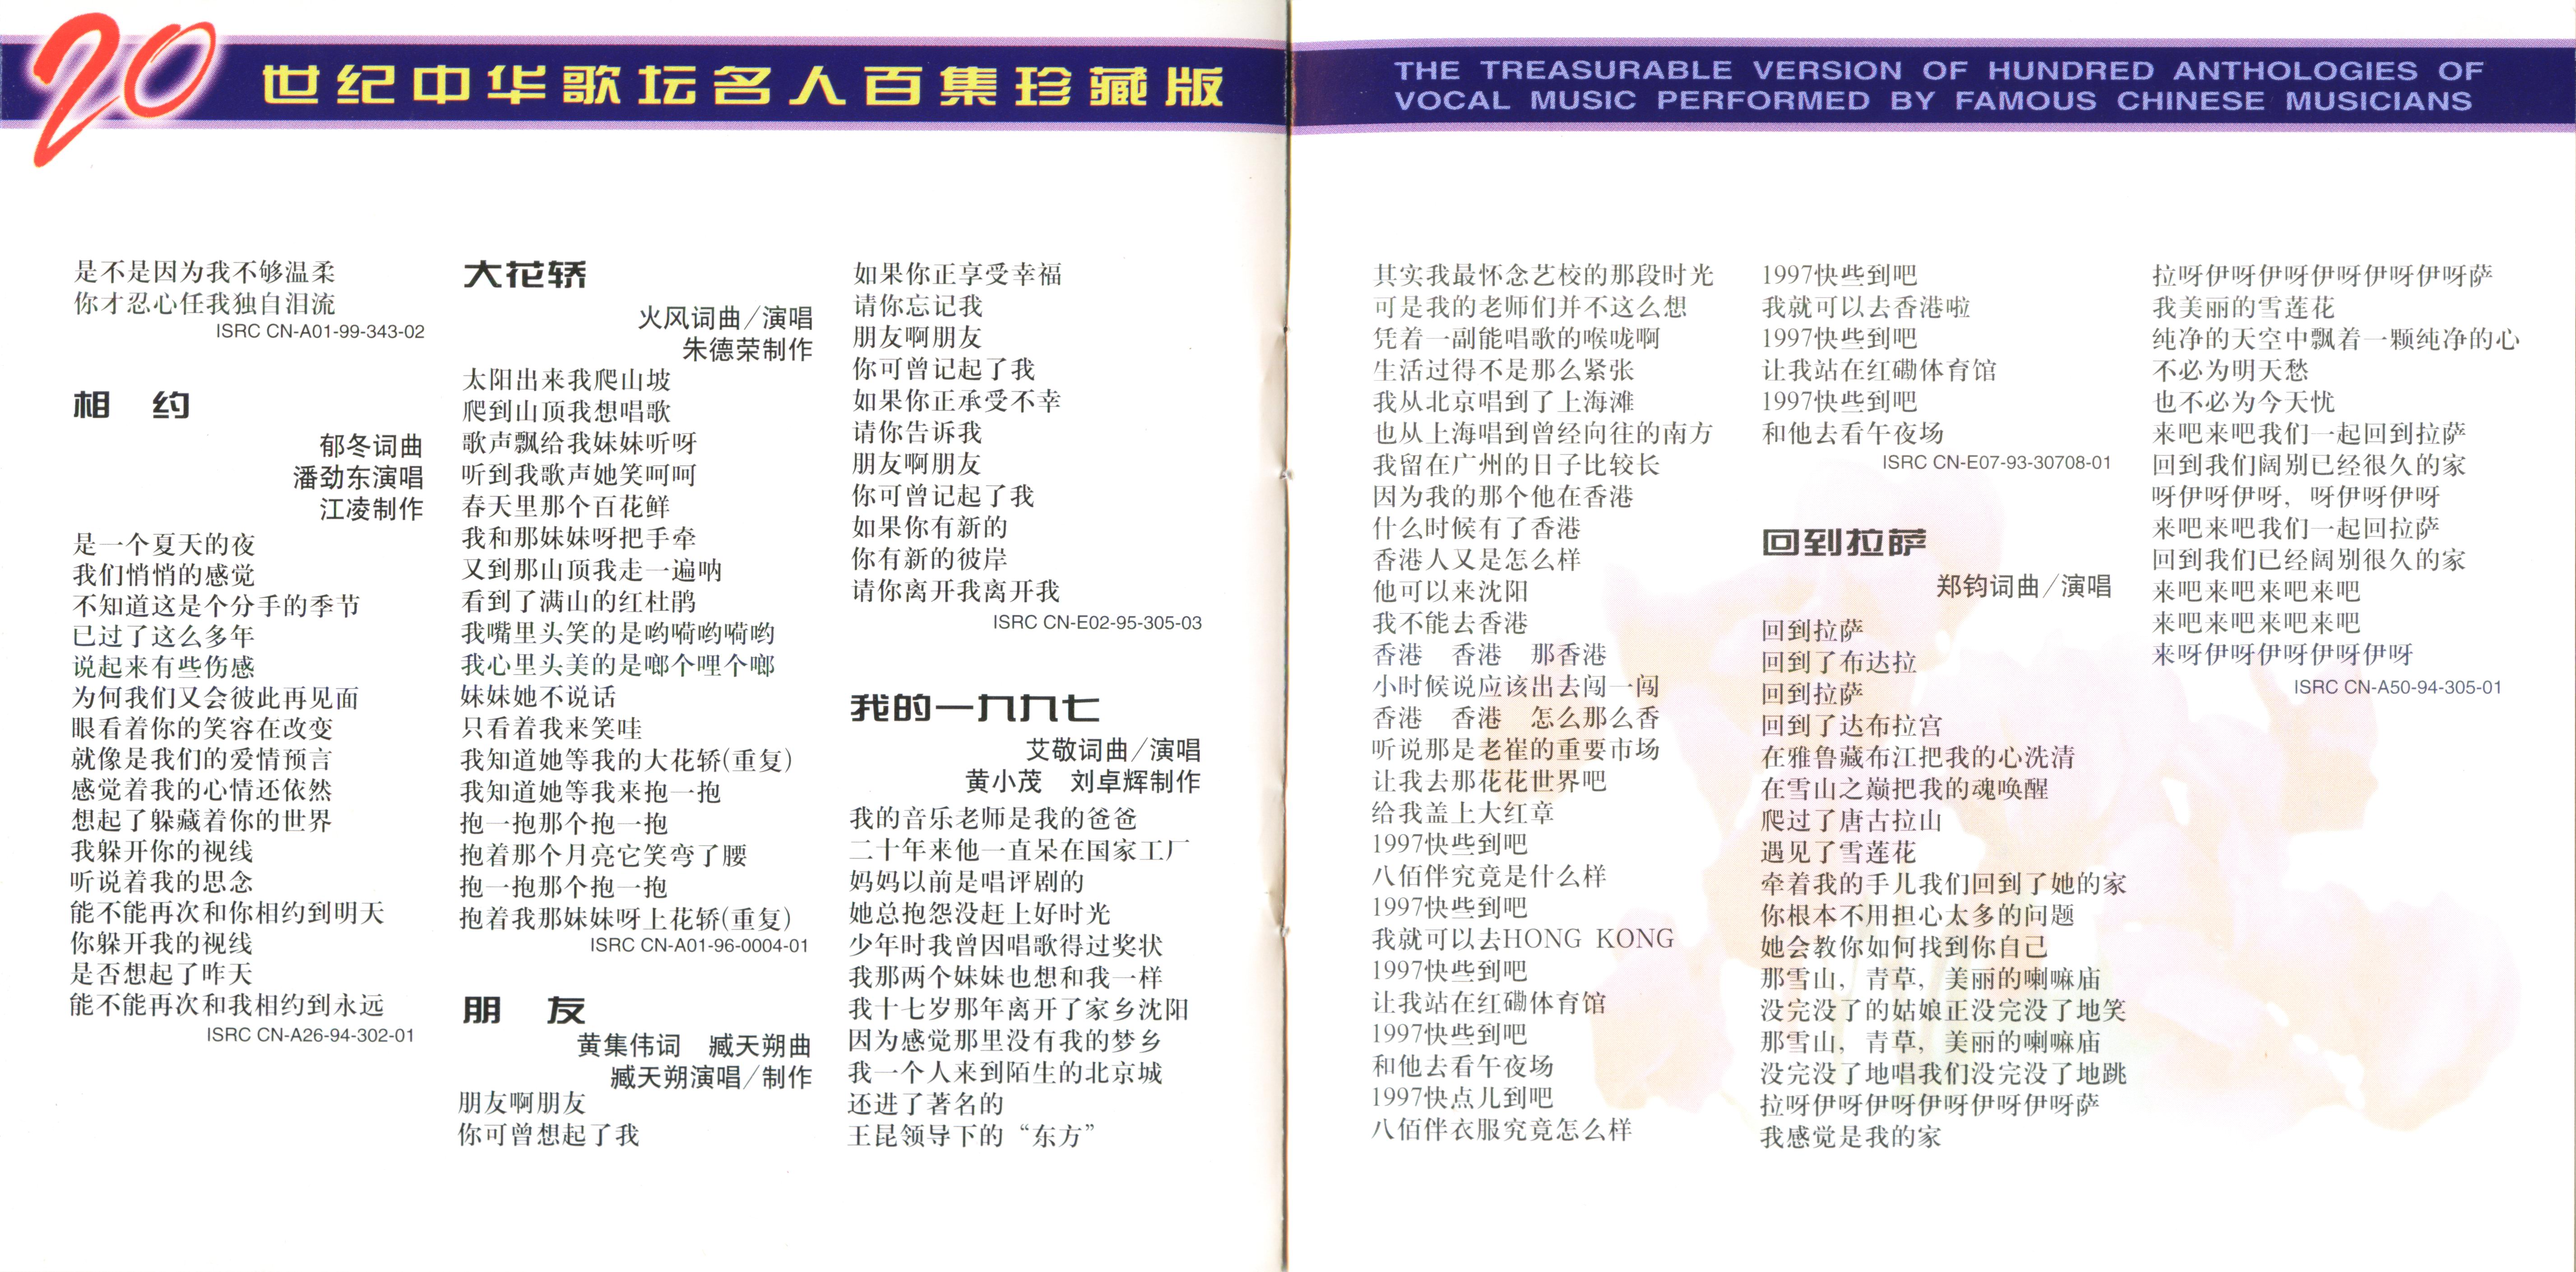 20世纪中华歌坛名人百集珍藏版
THE TREASURABLE VERSION OF HUNDRED ANTHOLOGIES OF
VOCAL MUSIC PERFORMED BY FAMOUS CHINESE MUSICIANS
是不是因为我不够温柔
你才忍心任我独自泪流
ISRC CN-A01-99-343-02
相 约
郁冬词曲
潘劲东演唱
江凌制作
是一个夏天的夜
我们悄悄的感觉
不知道这是个分手的季节
已过了这么多年
说起来有些伤感
为何我们又会彼此再见面
眼看着你的笑容在改变
就像是我们的爱情预言
感觉着我的心情还依然
想起了躲藏着你的世界
我躲开你的视线
听说着我的思念
能不能再次和你相约到明天
你躲开我的视线
是否想起了昨天
能不能再次和我相约到永远
ISRC CN-A26-94-302-01
大花轿
火风词曲/演唱
朱德荣制作
太阳出来我爬山坡
爬到山顶我想唱歌
歌声飘给我妹妹听呀
听到我歌声她笑呵呵
春天里那个百花鲜
我和那妹妹呀把手牵
又到那山顶我走一遍呐
看到了满山的红杜鹃
我嘴里头笑的是哟嗬哟嗬哟
我心里头美的是啷个哩个啷
妹妹她不说话
只看着我来笑哇
我知道她等我的大花轿(重复)
我知道她等我来抱一抱
抱一抱那个抱一抱
抱着那个月亮它笑弯了腰
抱一抱那个抱一抱
抱着我那妹妹呀上花轿(重复)
ISRC CN-A01-96-0004-01
朋 友
黄集伟词 臧天朔曲
臧天朔演唱/制作
朋友啊朋友
你可曾想起了我
如果你正享受幸福
请你忘记我
朋友啊朋友
你可曾记起了我
如果你正承受不幸
请你告诉我
朋友啊朋友
你可曾记起了我
如果你有新的
你有新的彼岸
请你离开我离开我
ISRC CN-E02-95-305-03
我的一九九七
艾敬词曲/演唱
黄小茂 刘卓辉制作
我的音乐老师是我的爸爸
二十年来他一直呆在国家工厂
妈妈以前是唱评剧的
她总抱怨没赶上好时光
少年时我曾因唱歌得过奖状
我那两个妹妹也想和我一样
我十七岁那年离开了家乡沈阳
因为感觉那里没有我的梦乡
我一个人来到陌生的北京城
还进了著名的
王昆领导下的“东方”
其实我最怀念艺校的那段时光
可是我的老师们并不这么想
凭着一副能唱歌的喉咙啊
生活过得不是那么紧张
我从北京唱到了上海滩
也从上海唱到曾经向往的南方
我留在广州的日子比较长
因为我的那个他在香港
什么时候有了香港
香港人又是怎么样
他可以来沈阳
我不能去香港
香港 香港 那香港
小时候说应该出去闯一闯
香港 香港 怎么那么香
听说那是老崔的重要市场
让我去那花花世界吧
给我盖上大红章
1997快些到吧
八佰伴究竟是什么样
1997快些到吧
我就可以去HONG KONG
1997快些到吧
让我站在红磡体育馆
1997快些到吧
和他去看午夜场
1997快点儿到吧
八佰伴衣服究竟怎么样
1997快些到吧
我就可以去香港啦
1997快些到吧
让我站在红磡体育馆
1997快些到吧
和他去看午夜场
ISRC CN-E07-93-30708-01
回到拉萨
郑钧词曲/演唱
回到拉萨
回到了布达拉
回到拉萨
回到了达布拉宫
在雅鲁藏布江把我的心洗清
在雪山之巅把我的魂唤醒
爬过了唐古拉山
遇见了雪莲花
牵着我的手儿我们回到了她的家
你根本不用担心太多的问题
她会教你如何找到你自己
那雪山，青草，美丽的喇嘛庙
没完没了的姑娘正没完没了地笑
那雪山，青草，美丽的喇嘛庙
没完没了地唱我们没完没了地跳
拉呀伊呀伊呀伊呀伊呀伊呀萨
我感觉是我的家
拉呀伊呀伊呀伊呀伊呀伊呀萨
我美丽的雪莲花
纯净的天空中飘着一颗纯净的心
不必为明天愁
也不必为今天忧
来吧来吧我们一起回到拉萨
回到我们阔别已经很久的家
呀伊呀伊呀，呀伊呀伊呀
来吧来吧我们一起回拉萨
回到我们已经阔别很久的家
来吧来吧来吧来吧
来吧来吧来吧来吧
来呀伊呀伊呀伊呀伊呀
ISRC CN-A50-94-305-01